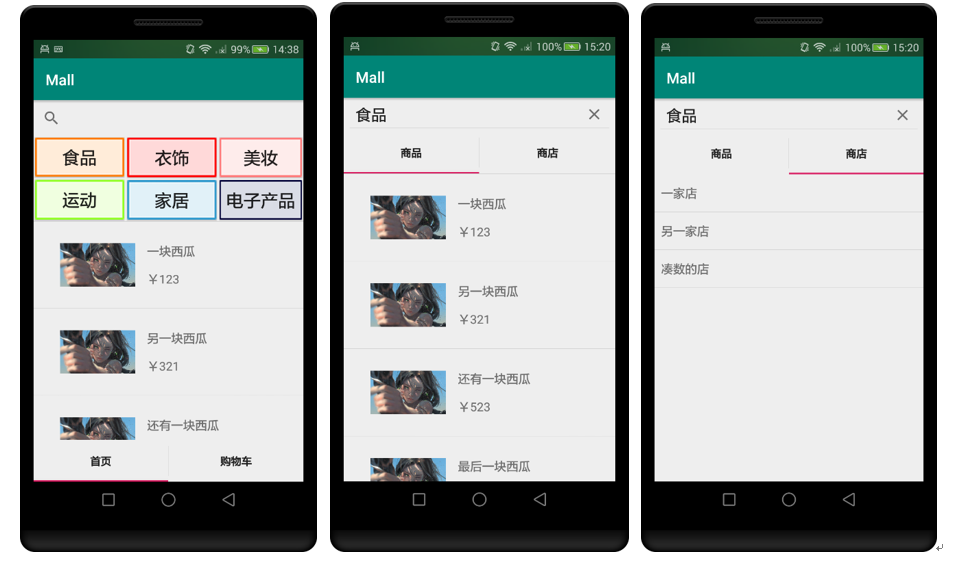 99% 14:38
Mall
食品 衣饰 美妆
运动 家居 电子产品
一块西瓜
￥123
另一块西瓜
￥321
还有一块西瓜
首页 购物车
100% 15:20
Mall
食品
商品 商店
一块西瓜
￥123
另一块西瓜
￥321
还有一块西瓜
￥523
最后一块西瓜
100% 15:20
Mall
食品
商品 商店
一家店
另一家店
凑数的店